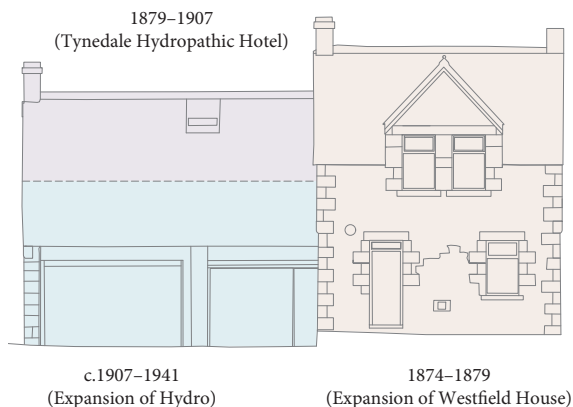 1879–1907
(Tynedale Hydropathic Hotel)
c.1907–1941
(Expansion of Hydro)
1874–1879
(Expansion of Westfield House)